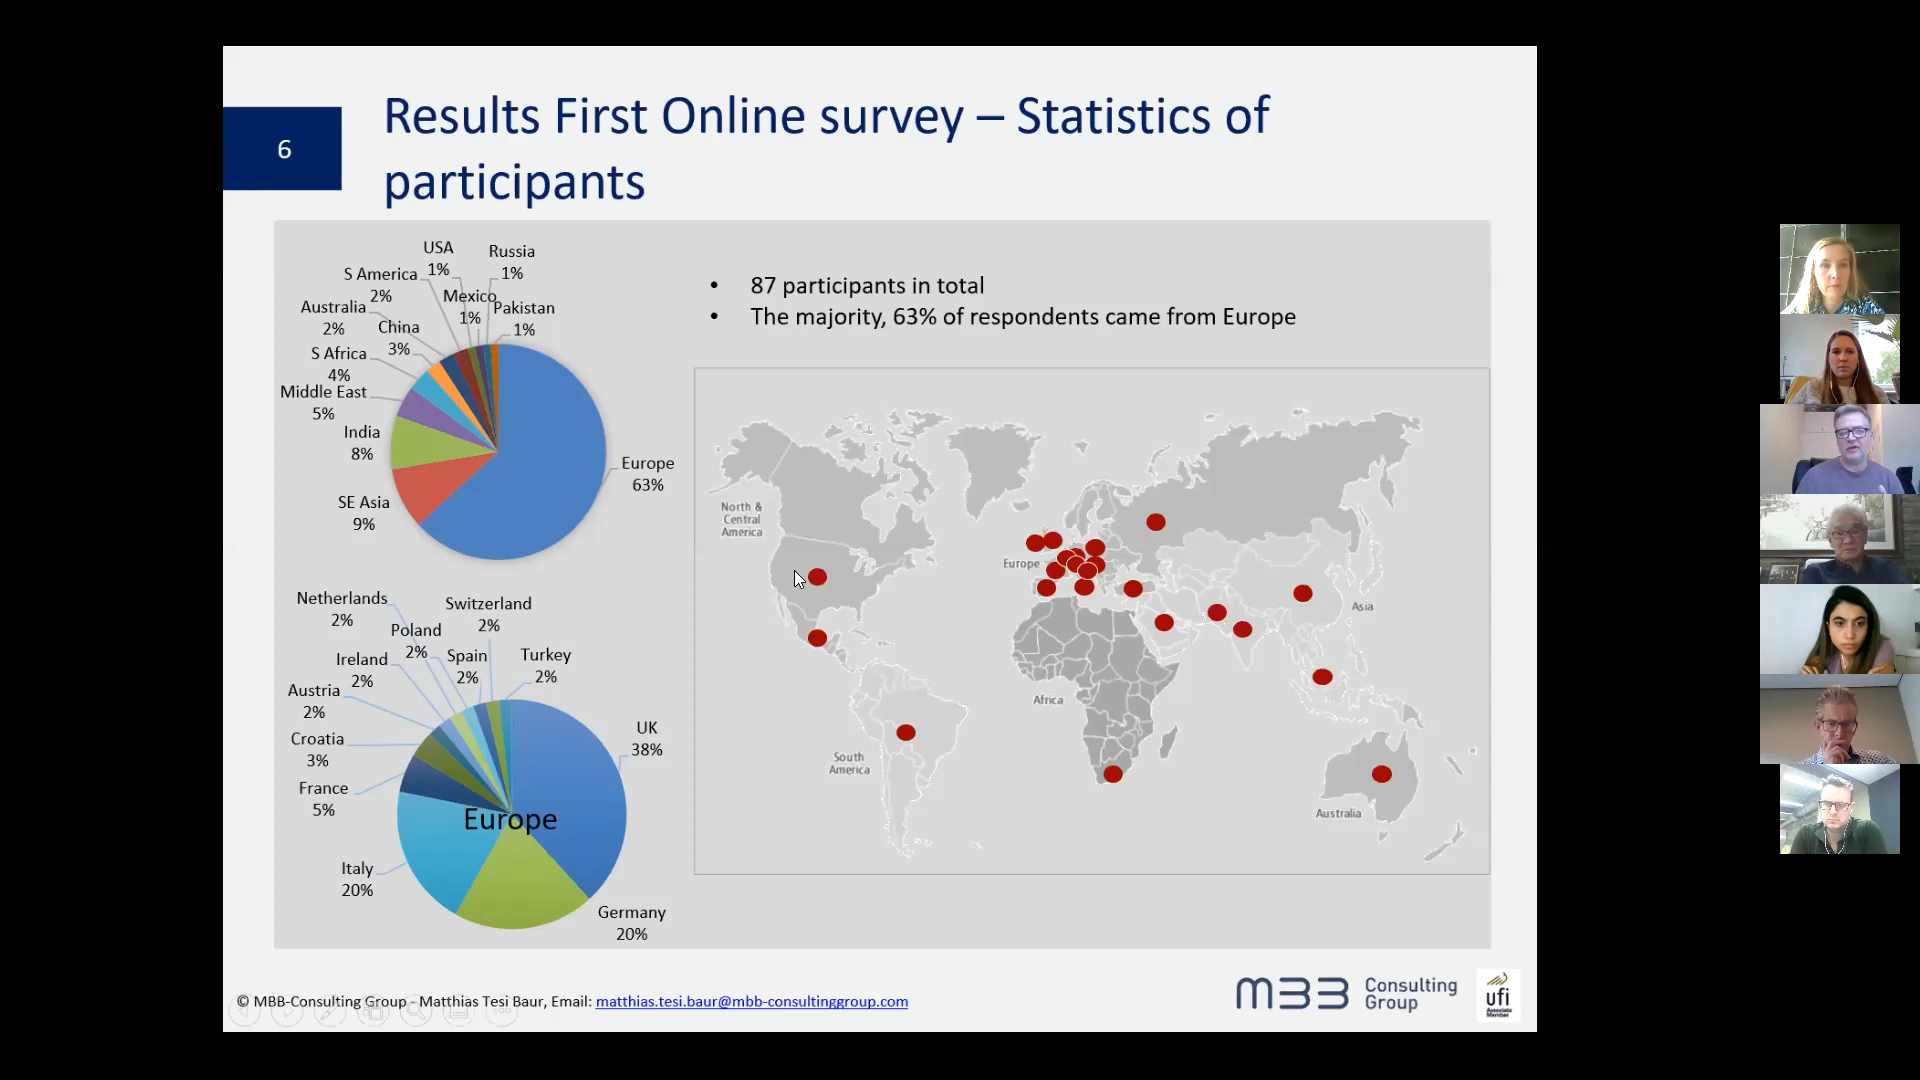 6
Results First Online survey – Statistics of
participants
USA
1%
Russia
1%
S America
2%
Mexico
1%
Pakistan
1%
Australia
2%
China
3%
S Africa
4%
Middle East
5%
India
8%
SE Asia
9%
Europe
63%
• 87 participants in total
• The majority, 63% of respondents came from Europe
North &
Central
America
Europe
Asia
Africa
South
America
Australia
Netherlands
2%
Switzerland
2%
Poland
2%
Ireland
2%
Spain
2%
Turkey
2%
Austria
2%
Croatia
3%
France
5%
UK
38%
Europe
Italy
20%
Germany
20%
© MBB-Consulting Group - Matthias Tesi Baur, Email: matthias.tesi.baur@mbb-consultinggroup.com
MBB Consulting
Group
ufi
Associate
Member